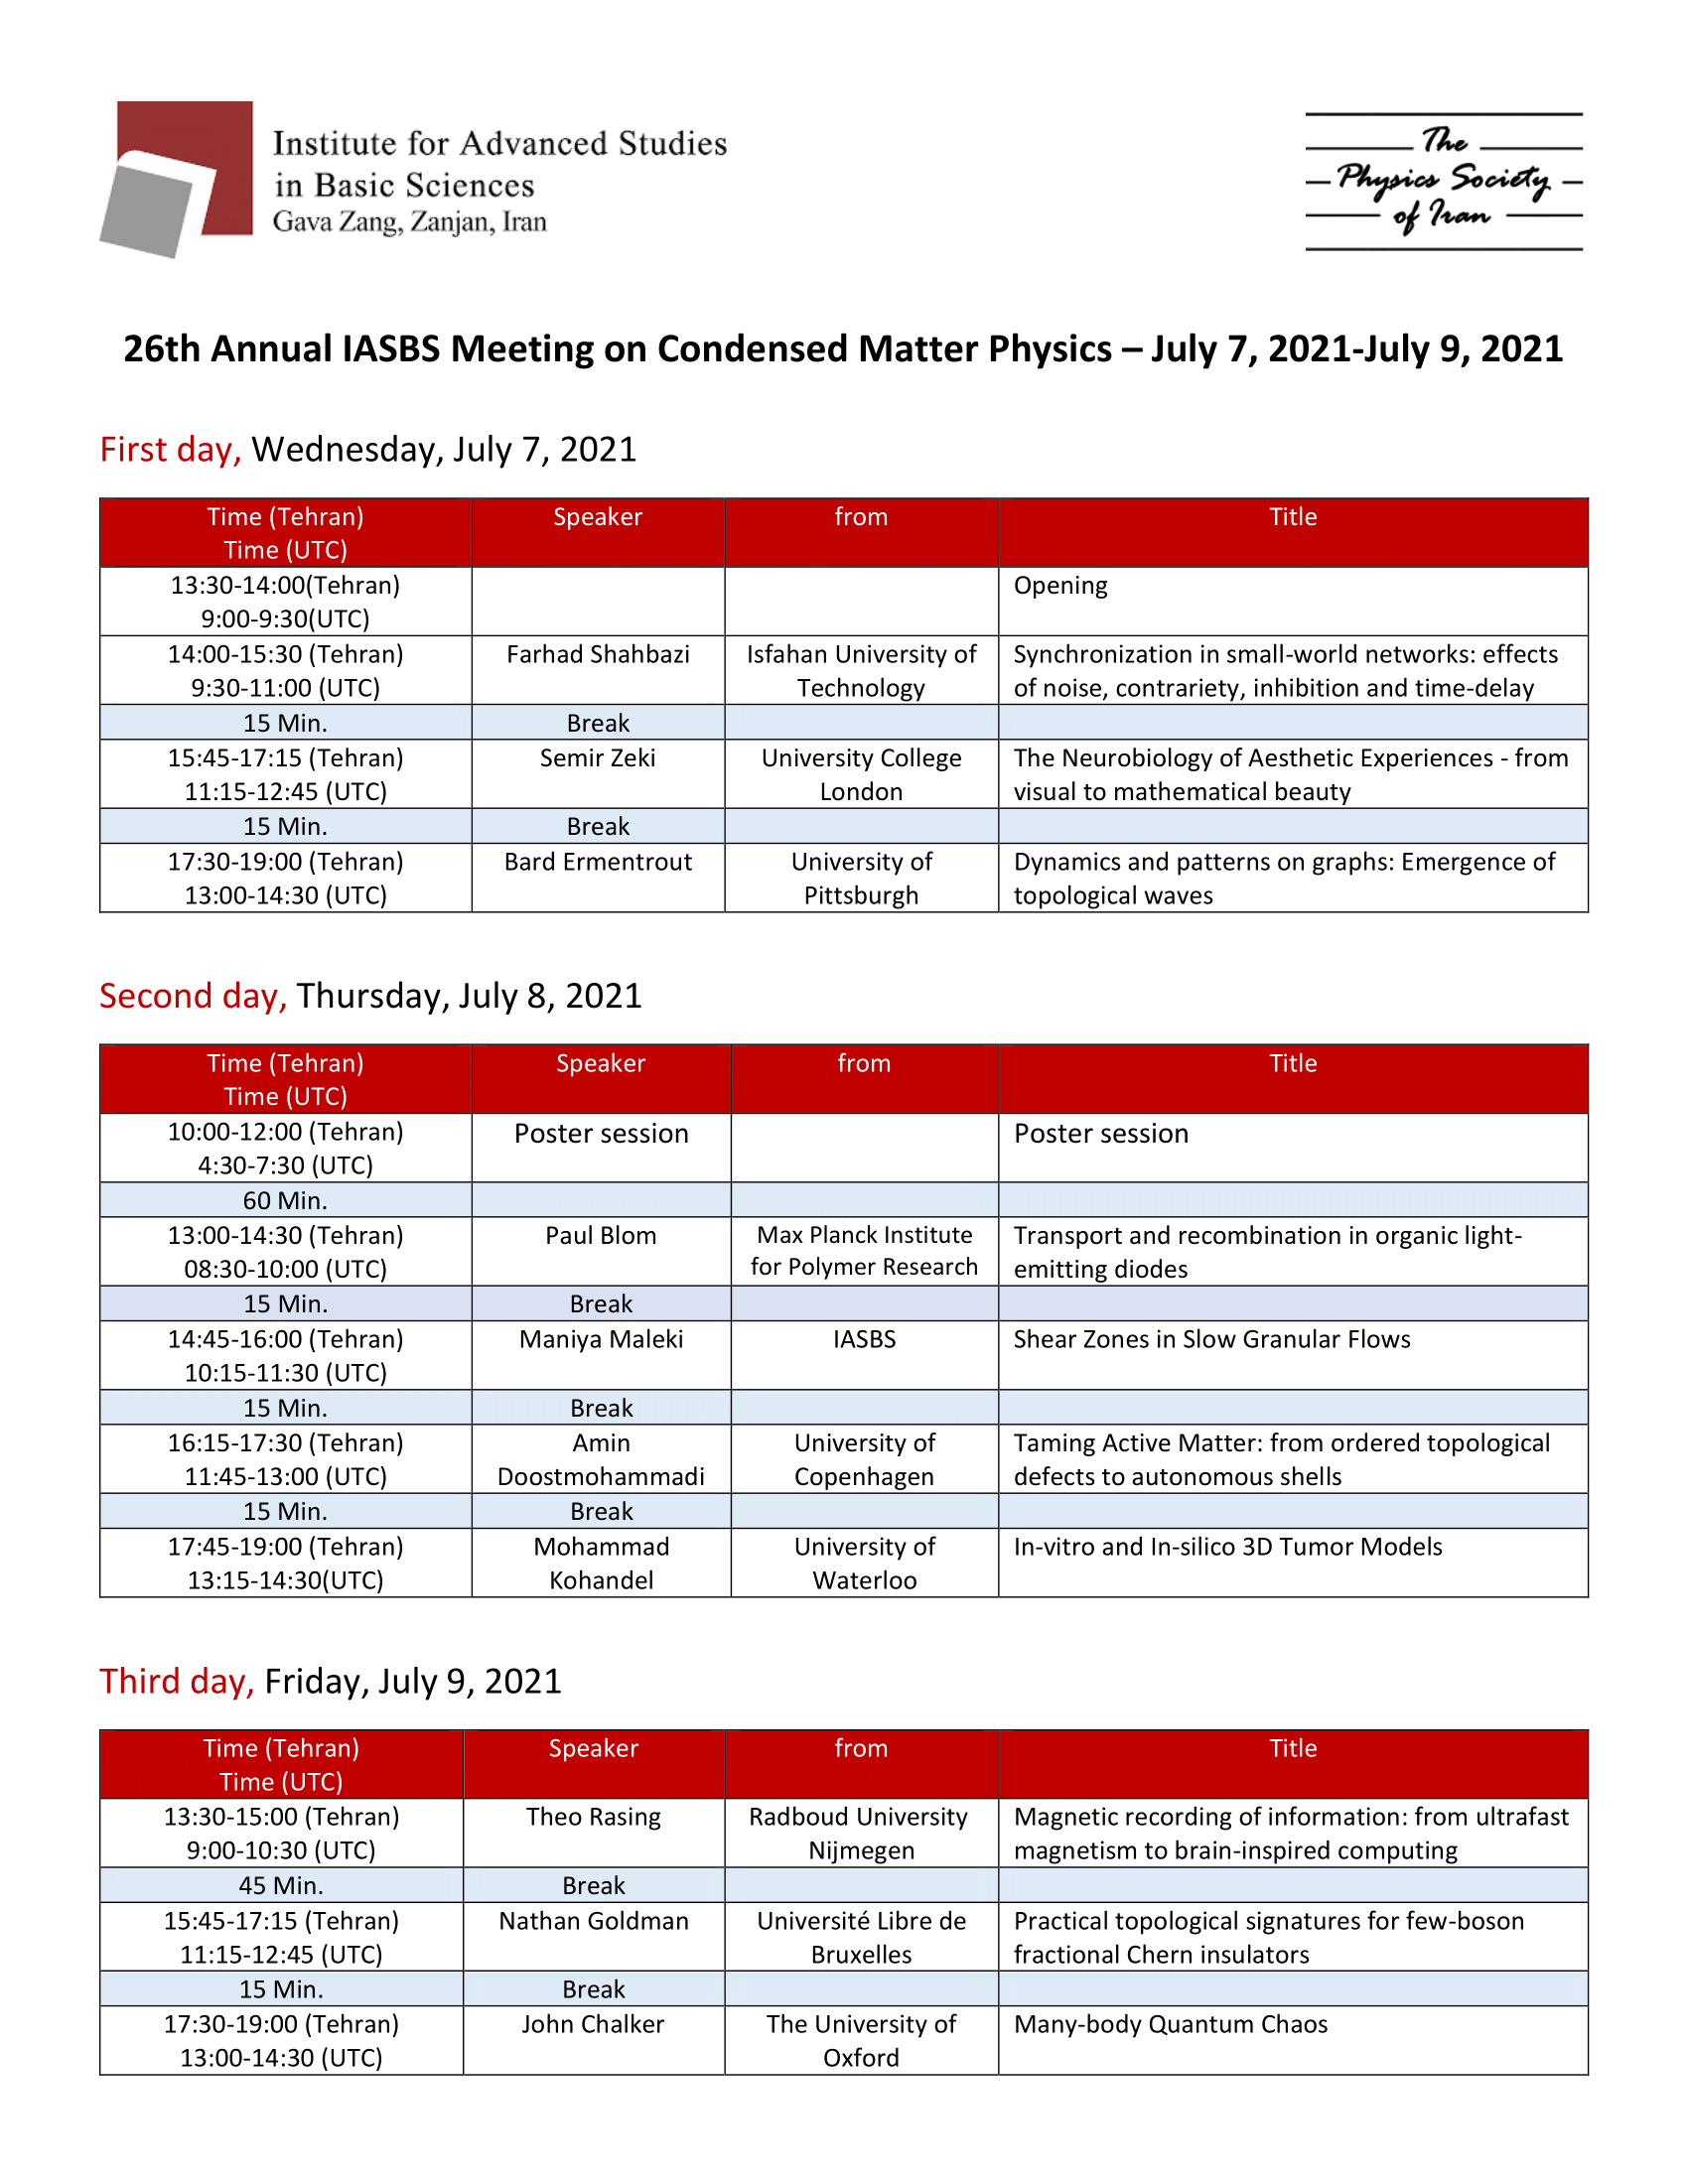 Institute for Advanced Studies
in Basic Sciences
Gava Zang, Zanjan, Iran
The
Physics Society
of Iran
26th Annual IASBS Meeting on Condensed Matter Physics – July 7, 2021-July 9, 2021
First day, Wednesday, July 7, 2021
Time (Tehran) Speaker from Title
Time (UTC)
13:30-14:00(Tehran) Opening
9:00-9:30(UTC)
14:00-15:30 (Tehran) Farhad Shahbazi Isfahan University of Synchronization in small-world networks: effects
9:30-11:00 (UTC) Technology of noise, contrariety, inhibition and time-delay
15 Min. Break
15:45-17:15 (Tehran) Semir Zeki University College The Neurobiology of Aesthetic Experiences - from
11:15-12:45 (UTC) London visual to mathematical beauty
15 Min. Break
17:30-19:00 (Tehran) Bard Ermentrout University of Dynamics and patterns on graphs: Emergence of
13:00-14:30 (UTC) Pittsburgh topological waves
Second day, Thursday, July 8, 2021
Time (Tehran) Speaker from Title
Time (UTC)
10:00-12:00 (Tehran) Poster session Poster session
4:30-7:30 (UTC)
60 Min.
13:00-14:30 (Tehran) Paul Blom Max Planck Institute Transport and recombination in organic light-
08:30-10:00 (UTC) for Polymer Research emitting diodes
15 Min. Break
14:45-16:00 (Tehran) Maniya Maleki IASBS Shear Zones in Slow Granular Flows
10:15-11:30 (UTC)
15 Min. Break
16:15-17:30 (Tehran) Amin University of Taming Active Matter: from ordered topological
11:45-13:00 (UTC) Doostmohammadi Copenhagen defects to autonomous shells
15 Min. Break
17:45-19:00 (Tehran) Mohammad University of In-vitro and In-silico 3D Tumor Models
13:15-14:30(UTC) Kohandel Waterloo
Third day, Friday, July 9, 2021
Time (Tehran) Speaker from Title
Time (UTC)
13:30-15:00 (Tehran) Theo Rasing Radboud University Magnetic recording of information: from ultrafast
9:00-10:30 (UTC) Nijmegen magnetism to brain-inspired computing
45 Min. Break
15:45-17:15 (Tehran) Nathan Goldman Université Libre de Practical topological signatures for few-boson
11:15-12:45 (UTC) Bruxelles fractional Chern insulators
15 Min. Break
17:30-19:00 (Tehran) John Chalker The University of Many-body Quantum Chaos
13:00-14:30 (UTC) Oxford